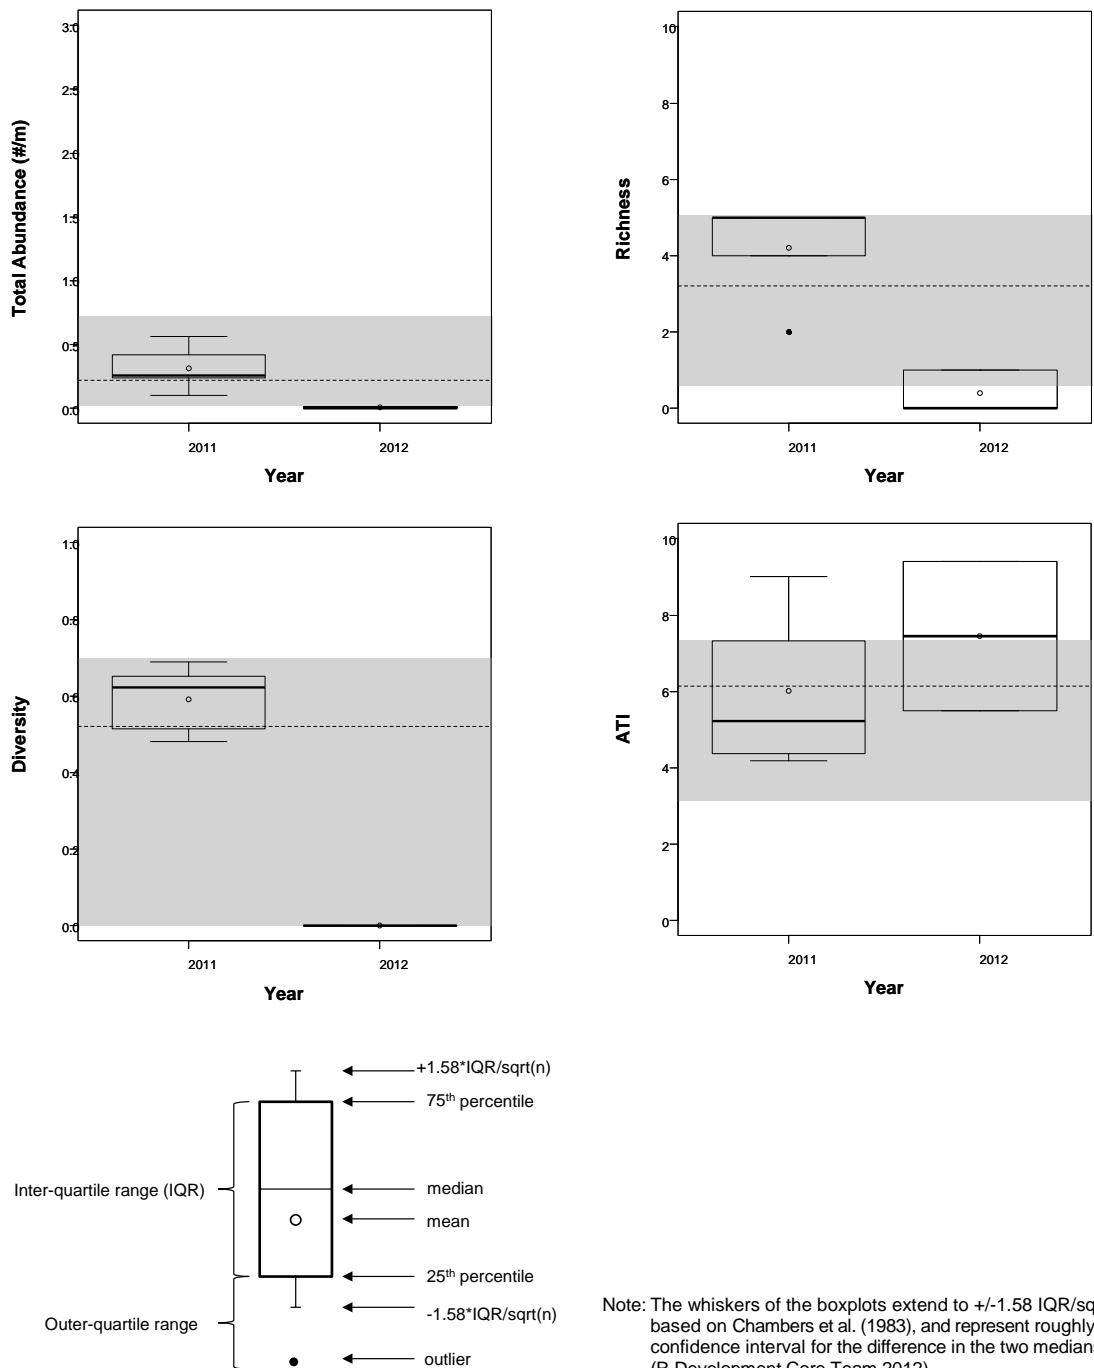 3.0
2.5
2.0
1.5
1.0
0.5
0.0
Total Abundance (#/m)
2011 2012
Year
10
8
6
4
2
0
Richness
2011 2012
Year
1.0
0.8
0.6
0.4
0.2
0.0
Diversity
2011 2012
Year
10
8
6
4
2
0
ATI
2011 2012
Year
+1.58*IQR/sqrt(n)
75th percentile
Inter-quartile range (IQR)
median
mean
25th percentile
-1.58*IQR/sqrt(n)
Outer-quartile range
outlier
Note: The whiskers of the boxplots extend to +/-1.58 IQR/sq
based on Chambers et al. (1983), and represent roughly
confidence interval for the difference in the two medians
(R Development Core Team 2012)